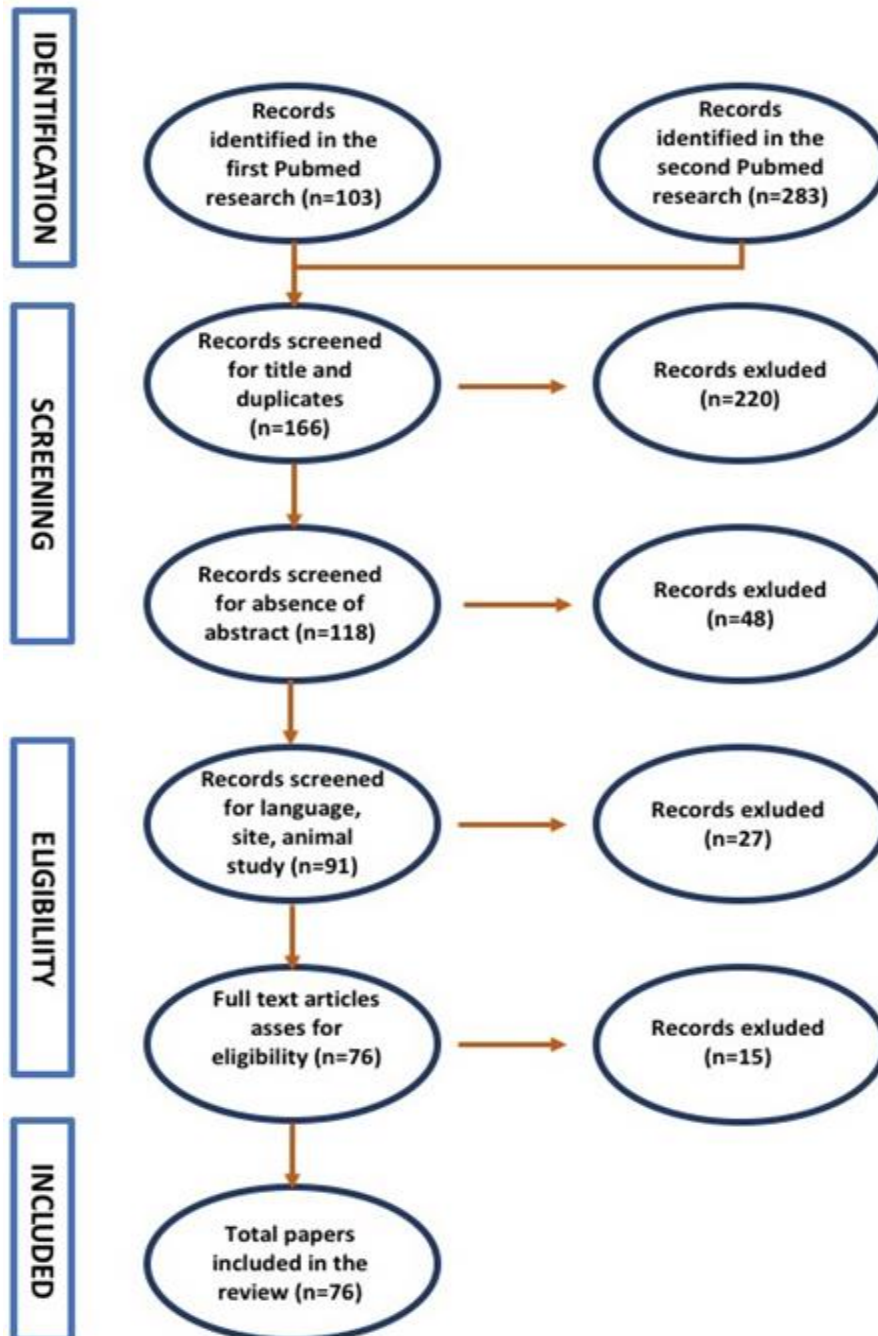 IDENTIFICATION
Records
identified in the
first Pubmed
research (n=103)
Records
identified in the
second Pubmed
research (n=283)
SCREENING
Records screened
for title and
duplicates
(n=166)
Records exluded
(n=220)
Records screened
for absence of
abstract (n=118)
Records exluded
(n=48)
ELIGIBILIITY
Records screened
for language,
site, animal
study (n=91)
Records exluded
(n=27)
Full text articles
asses for
eligibility (n=76)
Records exluded
(n=15)
INCLUDED
Total papers
included in the
review (n=76)